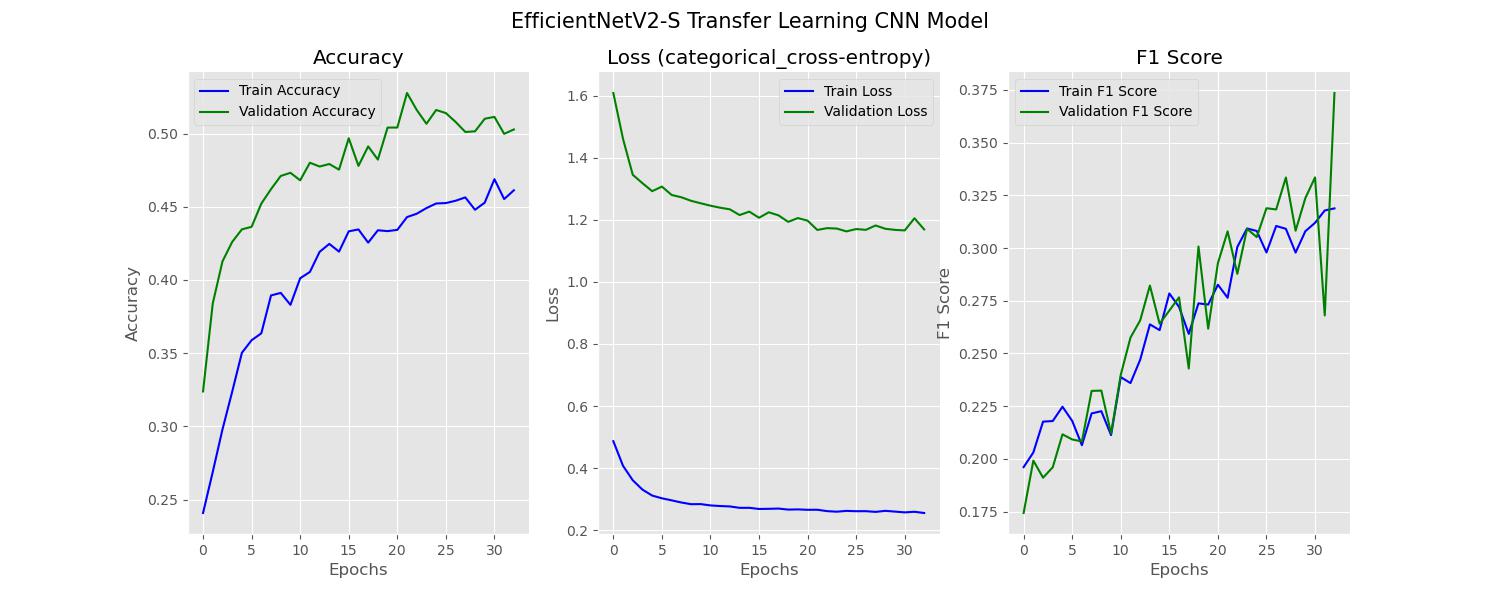 EfficientNetV2-S Transfer Learning CNN Model
Accuracy
Train Accuracy
Validation Accuracy
0.50
0.45
0.40
0.35
0.30
0.25
Accuracy
0 5 10 15 20 25 30
Epochs
Loss (categorical_cross-entropy)
Train Loss
Validation Loss
1.6
1.4
1.2
1.0
0.8
0.6
0.4
0.2
Loss
0 5 10 15 20 25 30
Epochs
F1 Score
Train F1 Score
Validation F1 Score
0.375
0.350
0.325
0.300
0.275
0.250
0.225
0.200
0.175
F1 Score
0 5 10 15 20 25 30
Epochs